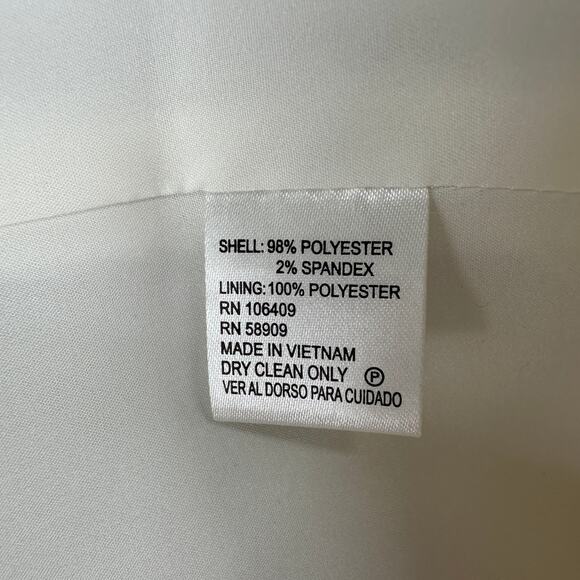 SHELL: 98% POLYESTER
2% SPANDEX
LINING: 100% POLYESTER
RN 106409
RN 58909
MADE IN VIETNAM
DRY CLEAN ONLY Ⓟ
VER AL DORSO PARA CUIDADO